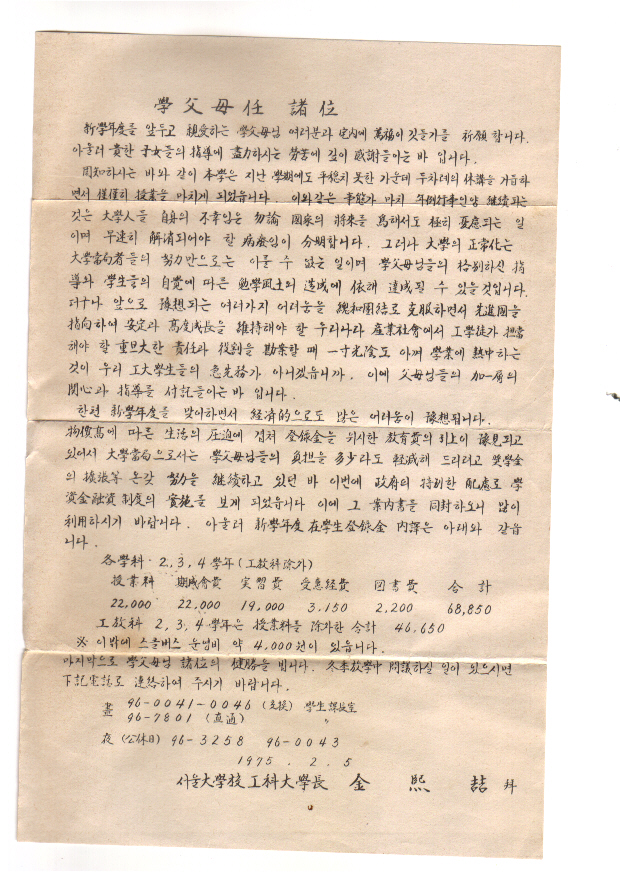 學父母任 諸位
新學年度를 앞두고 親愛하는 學父母님 여러분과 宅內에 萬福이 깃들기를 祈願합니다.
아울러 貴한 子女들의 指導에 盡力하시는 勞苦에 깊이 感謝들이는 바 입니다.
周知하시는 바와 같이 本學은 지난 學期에도 平穩치 못한 가운데 두차례의 休講을 거듭하
면서 僅僅히 授業을 마치게 되었읍니다. 이와같은 事態가 마치 年例行事인양 継續되는
것은 大學人들 自身의 不幸임은 勿論 國家의 將來를 爲해서도 極히 憂慮되는 일
이며 早速히 解消되어야 할 病廢임이 分明합니다. 그러나 大學의 正常化는
大學當局者들의 努力만으로는 이룰 수 없는 일이며 學父母님들의 格別하신 指
導와 學生들의 自覺에 따른 勉學風土의 造成에 依해 達成될 수 있을것입니다.
더구나 앞으로 豫想되는 여러가지 어려움을 總和團結로 克服하면서 先進國을
指向하여 安定과 高度成長을 維持해야 할 우리나라 産業社會에서 工學徒가 担當
해야 할 重且大한 責任과 役割을 勘案할 때 一寸光陰도 아껴 學業에 熱中하는
것이 우리 工大學生들의 急先務가 아니겠읍니까. 이에 父母님들의 加一層의
関心과 指導를 付記들이는 바 입니다.
한편 新學年度을 맞이하면서 経済的으로도 많은 어려움이 豫想됩니다.
物價高에 따른 生活의 圧迫에 겹쳐 登錄金을 위시한 敎育費의 引上이 豫見되고
있어서 大學當局으로서는 學父母님들의 負担을 多少라도 軽減해 드리려고 奬學金
의 擴張等 온갖 努力을 継續하고 있던 바 이번에 政府의 特別한 配慮로 學
資金融資 制度의 實施를 보게 되었읍니다 이에 그 案內書를 同封하오니 많이
利用하시기 바랍니다. 아울러 新學年度 在學生登錄金 內譯은 아래와 같읍
니다.
各學科 2,3,4 學年 (工敎科除外)
授業料 期成會費 実習費 受惠経費 図書費 合計
22,000 22,000 19,000 3,150 2,200 68,850
工敎科 2,3,4學年은 授業料를 除外한 合計 46,650
※ 이밖에 스쿨버스 운영비 약 4,000원이 있읍니다.
마지막으로 學父母님 諸位의 健勝을 빕니다. 冬季放學中 問議하실 일이 있으시면
下記電話로 連絡하여 주시기 바랍니다.
晝 96-0041-0046 (交換) 學生課長室
96-7801 (直通) 〃
夜 (公休日) 96-3258 96-0043
1975. 2. 5
서울大學校工科大學長 金 熙 喆 拜